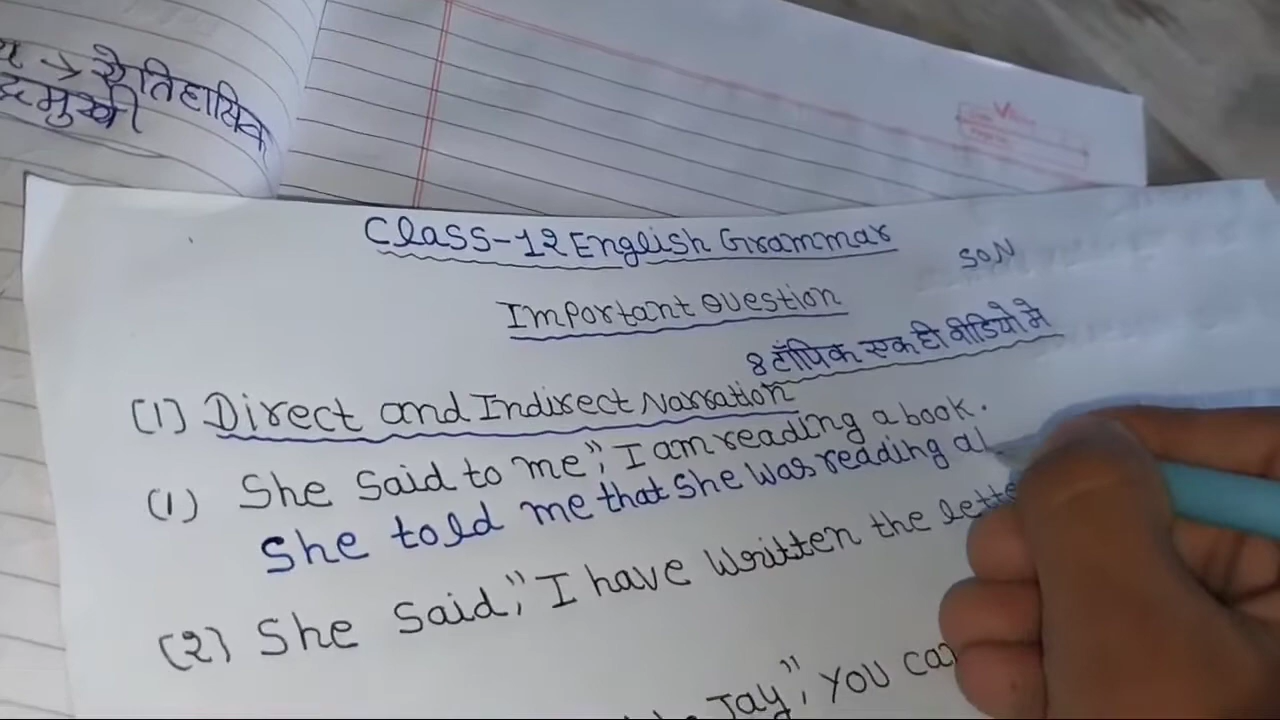 ऐतिहासिक
मुखी
Class-12 English Grammar
SON
Important Question
8 टॉपिक एक ही वीडियो मे
(1) Direct and Indirect Narration
(1) She Said to me", I am reading a book.
She told me that She was reading a
(2) She Said," I have written the
Jay", You